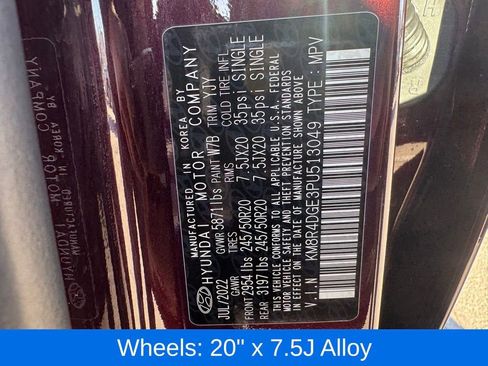 MANUFACTURED IN KOREA BY
HYUNDAI MOTOR COMPANY
JUL/2022 GVWR 5871lbs PAINT W7B TRIM YJY
GAWR TIRES RIMS COLD TIRE INFL.
FRONT 2954 lbs 245/50R20 7.5JX20 35psi SINGLE
REAR 3197 lbs 245/50R20 7.5JX20 35psi SINGLE
THIS VEHICLE CONFORMS TO ALL APPLICABLE U.S.A. FEDERAL
MOTOR VEHICLE SAFETY AND THEFT PREVENTION STANDARDS
IN EFFECT ON THE DATE OF MANUFACTURE SHOWN ABOVE.
V.I.N : KM8R4DGE3PU513049 TYPE : MPV
Wheels: 20" x 7.5J Alloy